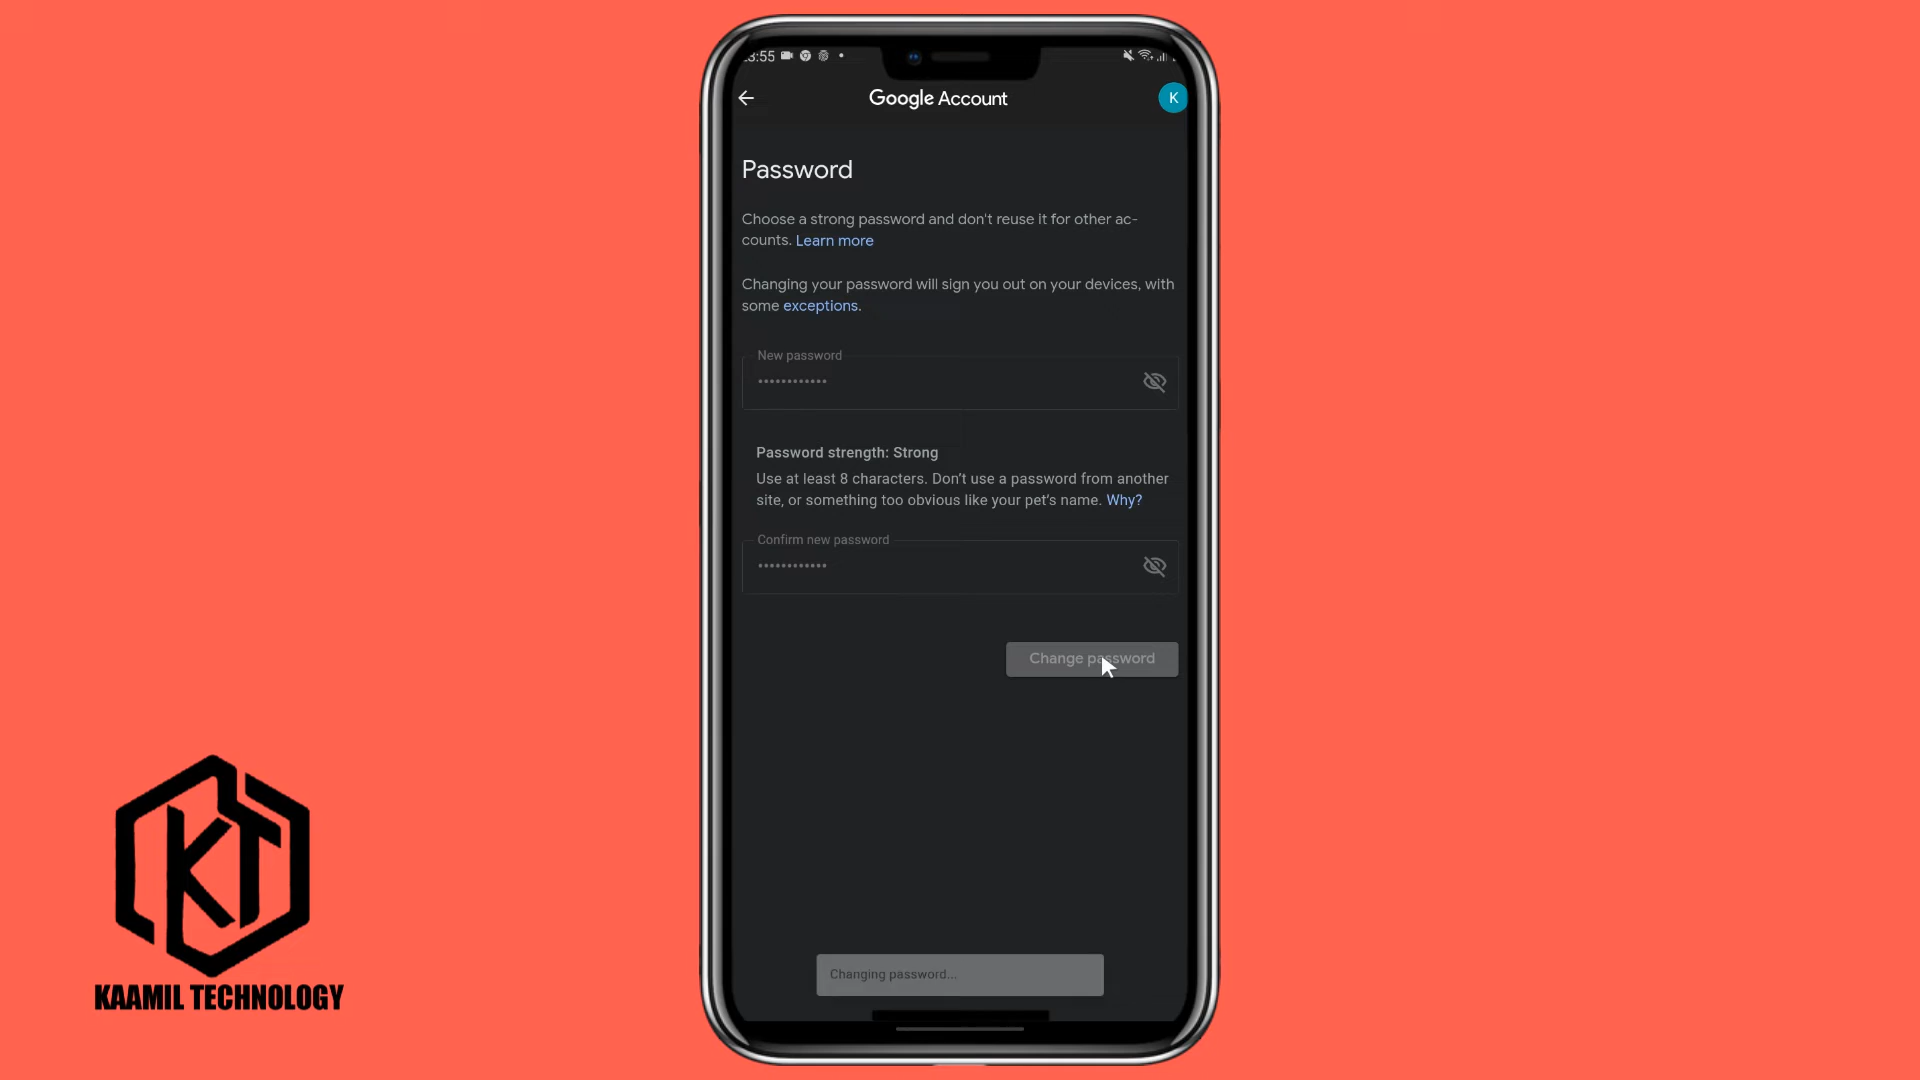 3:55
Google Account
K
Password
Choose a strong password and don't reuse it for other ac-
counts. Learn more
Changing your password will sign you out on your devices, with
some exceptions.
New password
••••••••••••
Password strength: Strong
Use at least 8 characters. Don’t use a password from another
site, or something too obvious like your pet’s name. Why?
Confirm new password
••••••••••••
Change password
Changing password...
KT
KAAMIL TECHNOLOGY